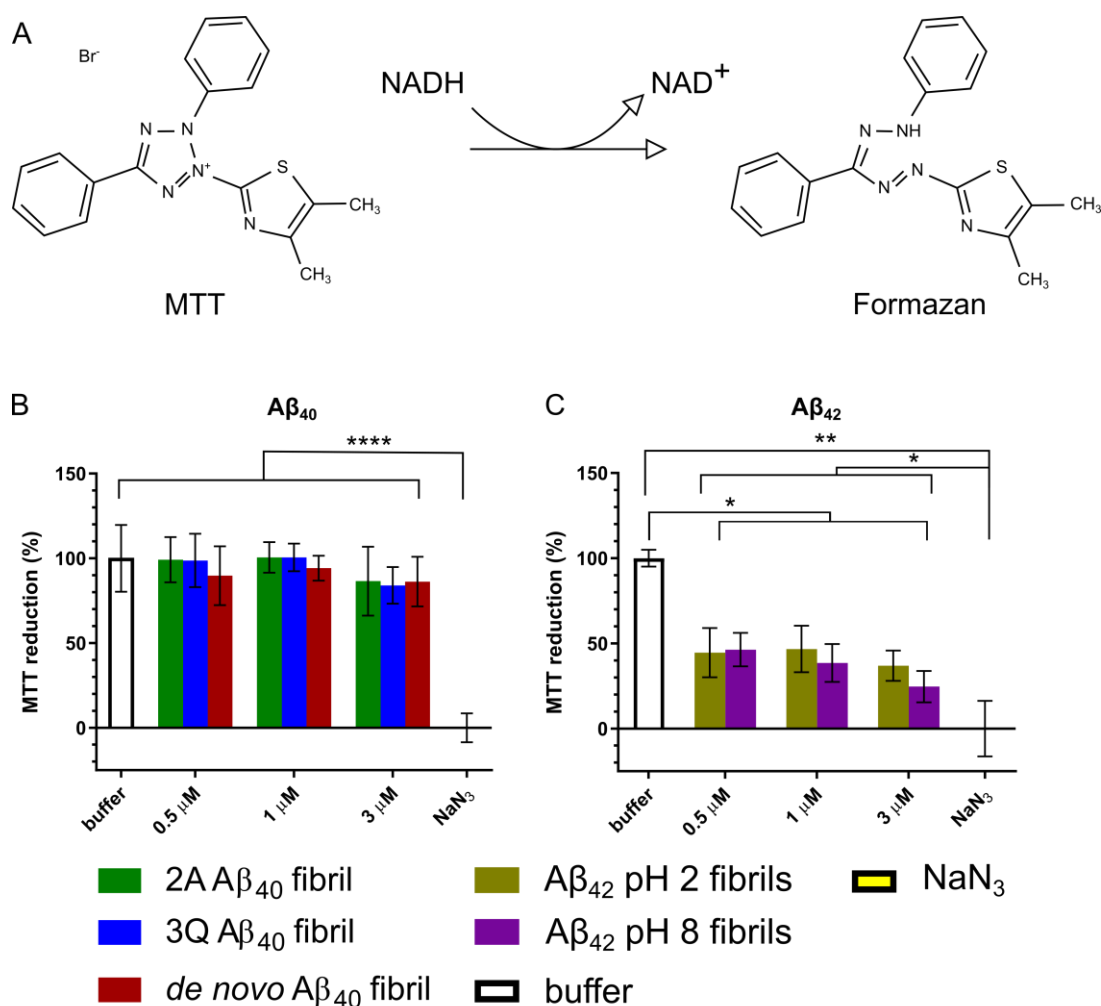 A
Br-
N
N
N
N+
N
S
CH3
CH3
MTT
NADH
NAD+
N
NH
N
N
N
S
CH3
CH3
Formazan
B
Aβ40
****
MTT reduction (%)
150
100
50
0
buffer
0.5 μM
1 μM
3 μM
NaN3
C
Aβ42
**
*
*
MTT reduction (%)
150
100
50
0
buffer
0.5 μM
1 μM
3 μM
NaN3
2A Aβ40 fibril
3Q Aβ40 fibril
de novo Aβ40 fibril
Aβ42 pH 2 fibrils
Aβ42 pH 8 fibrils
buffer
NaN3